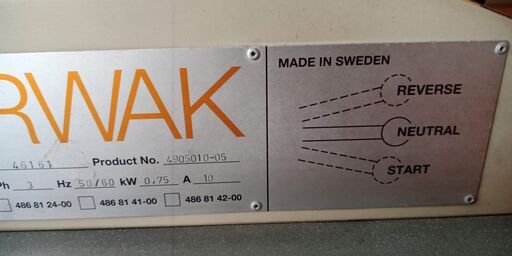 RWAK
46161 Product No. 4905010-05
Ph 3 Hz 50/60 kW 0,75 A 10
486 81 24-00 486 81 41-00 486 81 42-00
MADE IN SWEDEN
REVERSE
NEUTRAL
START